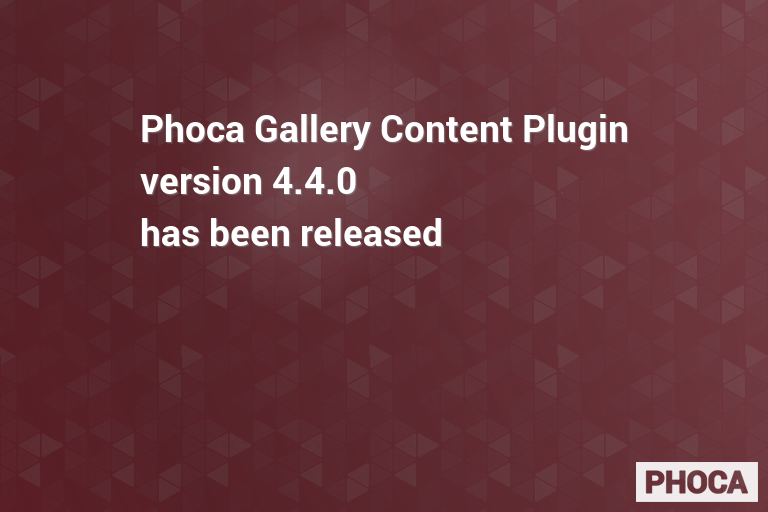 Phoca Gallery Content Plugin
version 4.4.0
has been released
PHOCA